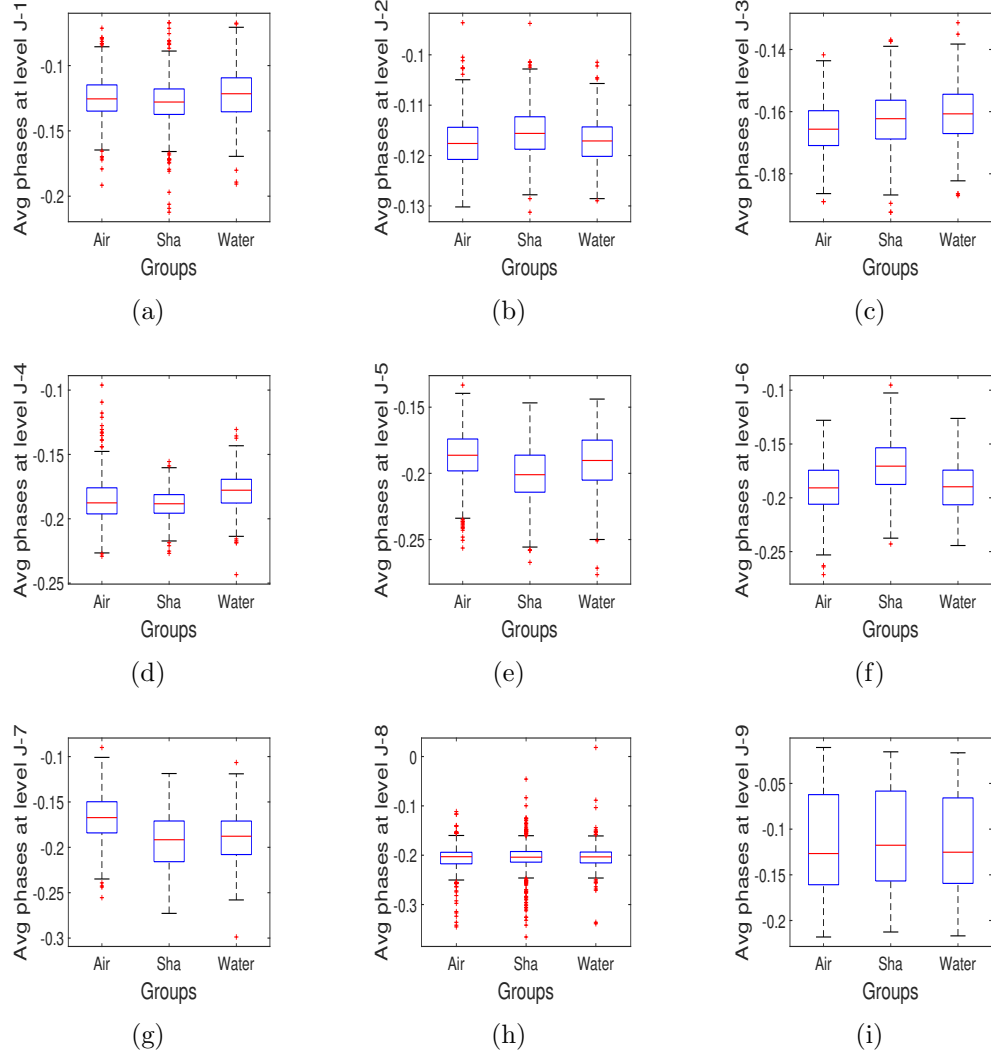 Avg phases at level J-1
-0.1
-0.15
-0.2
Air Sha Water
Groups
(a)
Avg phases at level J-2
-0.1
-0.11
-0.12
-0.13
Air Sha Water
Groups
(b)
Avg phases at level J-3
-0.14
-0.16
-0.18
Air Sha Water
Groups
(c)
Avg phases at level J-4
-0.1
-0.15
-0.2
-0.25
Air Sha Water
Groups
(d)
Avg phases at level J-5
-0.15
-0.2
-0.25
Air Sha Water
Groups
(e)
Avg phases at level J-6
-0.1
-0.15
-0.2
-0.25
Air Sha Water
Groups
(f)
Avg phases at level J-7
-0.1
-0.15
-0.2
-0.25
-0.3
Air Sha Water
Groups
(g)
Avg phases at level J-8
0
-0.1
-0.2
-0.3
Air Sha Water
Groups
(h)
Avg phases at level J-9
-0.05
-0.1
-0.15
-0.2
Air Sha Water
Groups
(i)